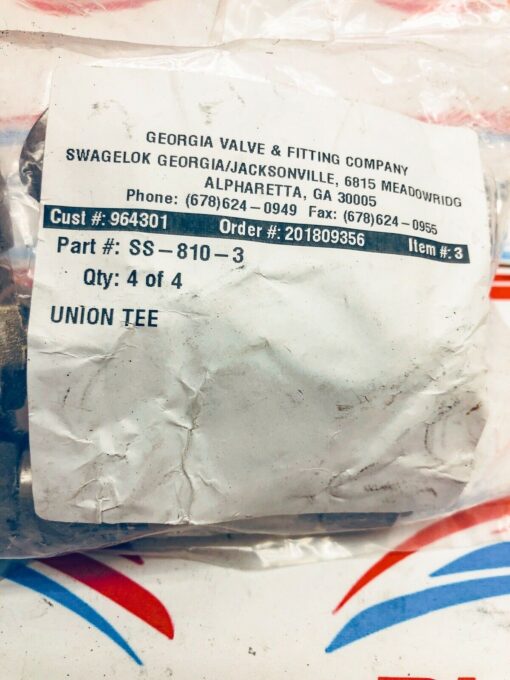 GEORGIA VALVE & FITTING COMPANY
SWAGELOK GEORGIA/JACKSONVILLE, 6815 MEADOWRIDG
ALPHARETTA, GA 30005
Phone: (678)624-0949 Fax: (678)624-0955
Cust #: 964301 Order #: 201809356 Item #: 3
Part #: SS-810-3
Qty: 4 of 4
UNION TEE